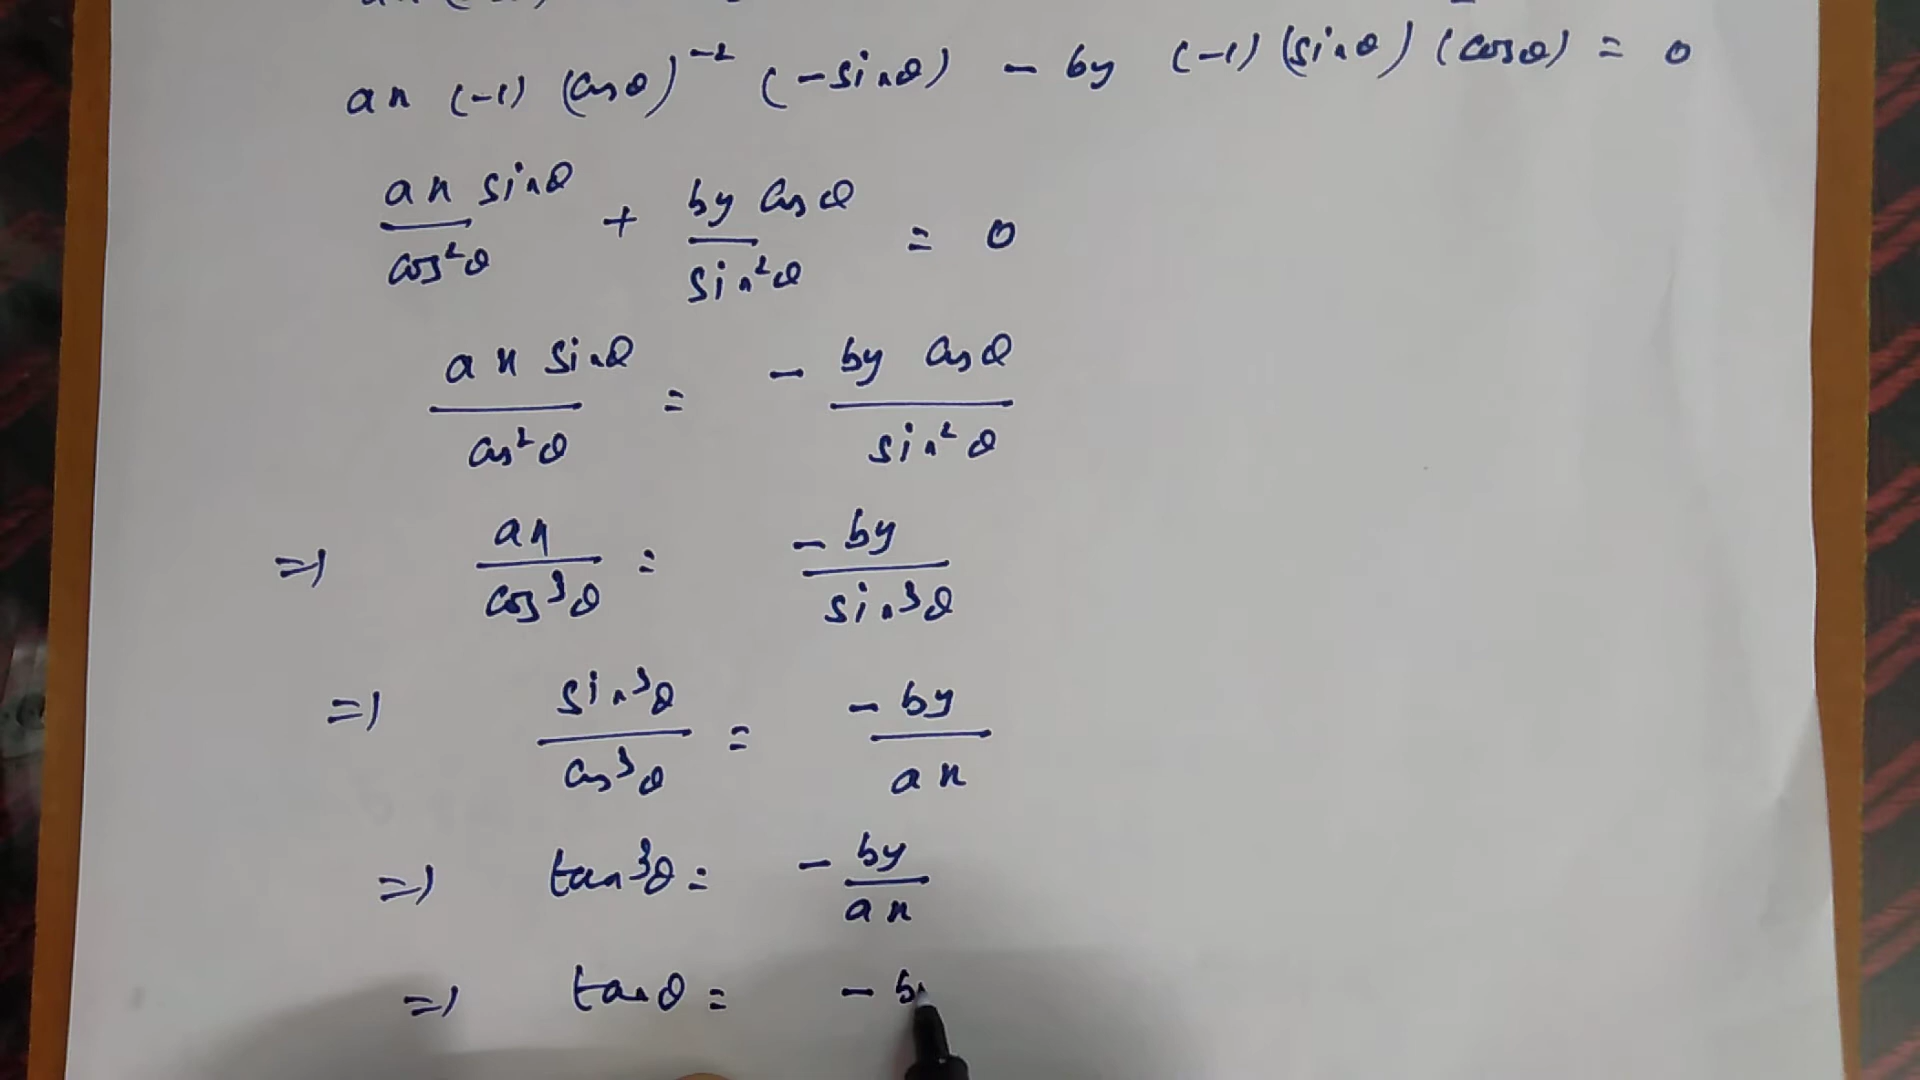 ax (-1) (cosθ)^-2 (-sinθ) - by (-1) (sinθ) (cosθ) = 0
ax sinθ / cos²θ + by cosθ / sin²θ = 0
ax sinθ / cos²θ = - by cosθ / sin²θ
=> ax / cos³θ = - by / sin³θ
=> sin³θ / cos³θ = - by / ax
=> tan³θ = - by / ax
=> tanθ = - b